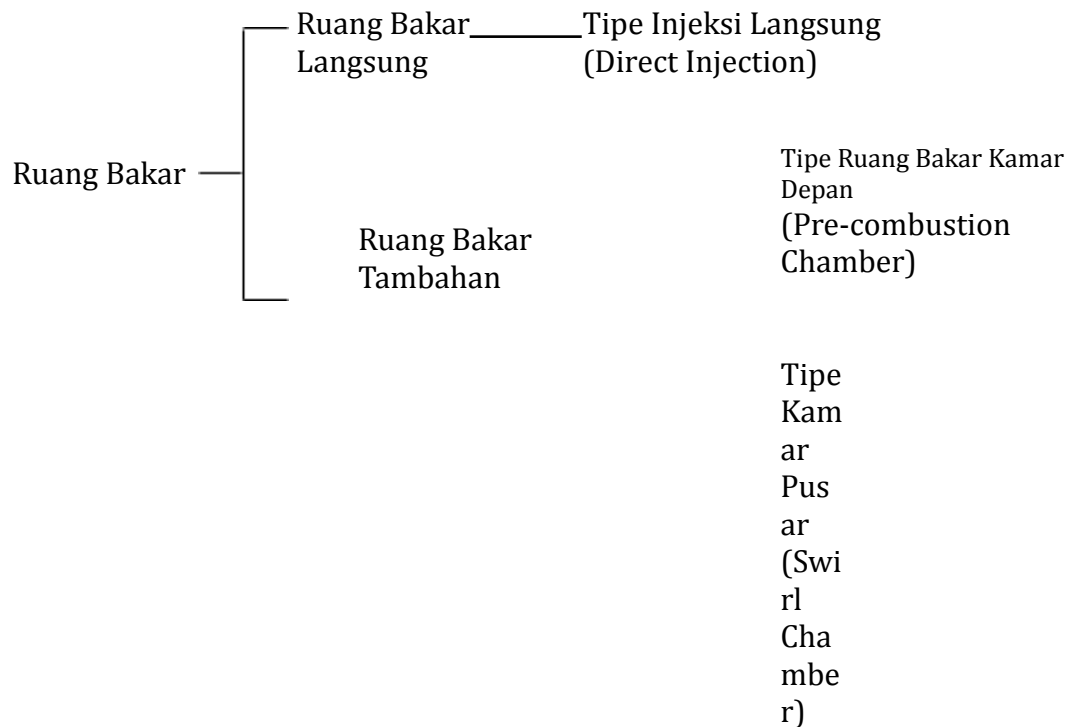 Ruang Bakar
Langsung
Tipe Injeksi Langsung
(Direct Injection)
Ruang Bakar
Ruang Bakar
Tambahan
Tipe Ruang Bakar Kamar
Depan
(Pre-combustion
Chamber)
Tipe
Kam
ar
Pus
ar
(Swi
rl
Cha
mbe
r)